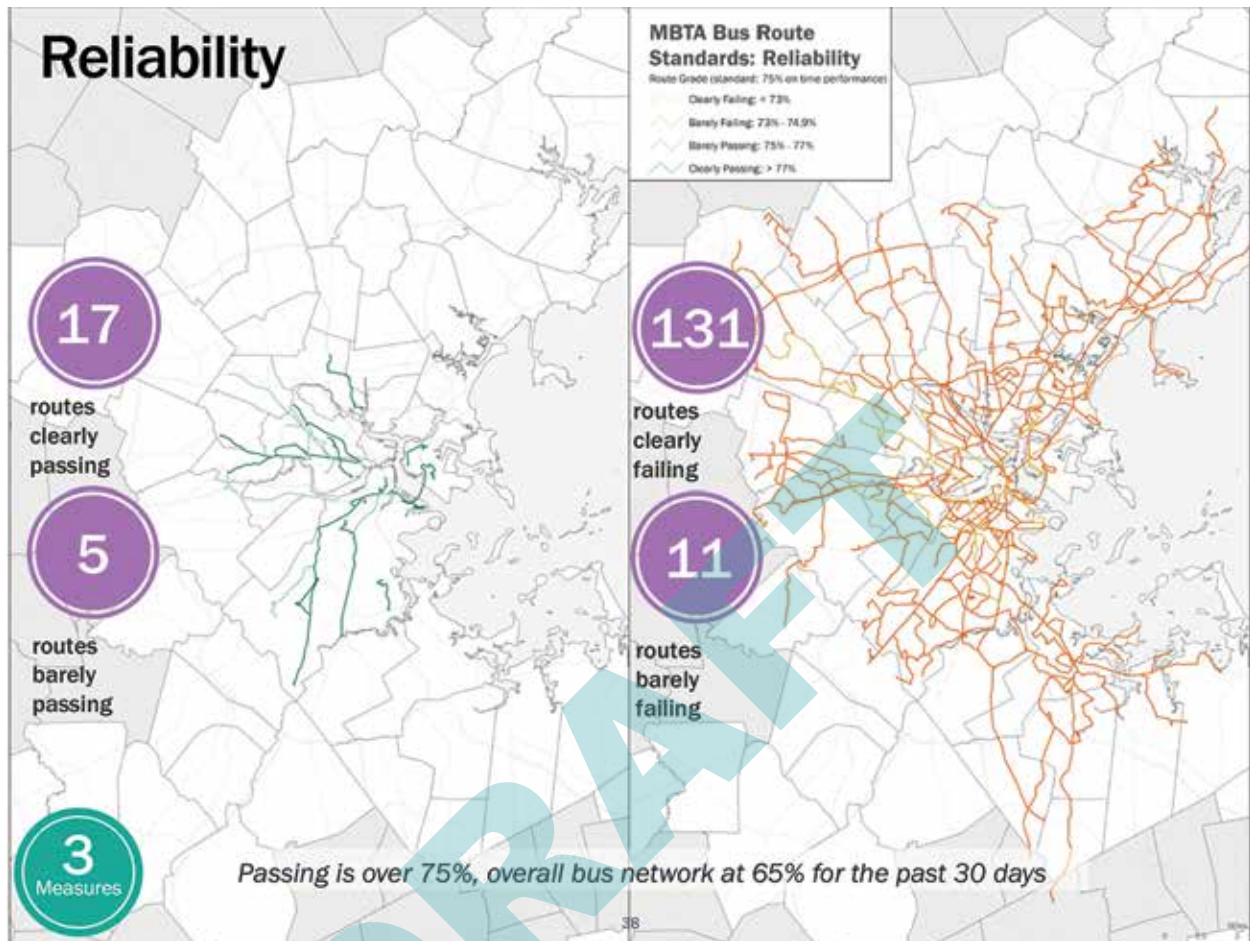 Reliability
MBTA Bus Route
Standards: Reliability
Route Grade (standard: 75% on time performance)
Clearly Failing: < 73%
Barely Failing: 73% - 74.9%
Barely Passing: 75% - 77%
Clearly Passing: > 77%
17
routes
clearly
passing
5
routes
barely
passing
131
routes
clearly
failing
11
routes
barely
failing
3
Measures
Passing is over 75%, overall bus network at 65% for the past 30 days
38
DRAFT